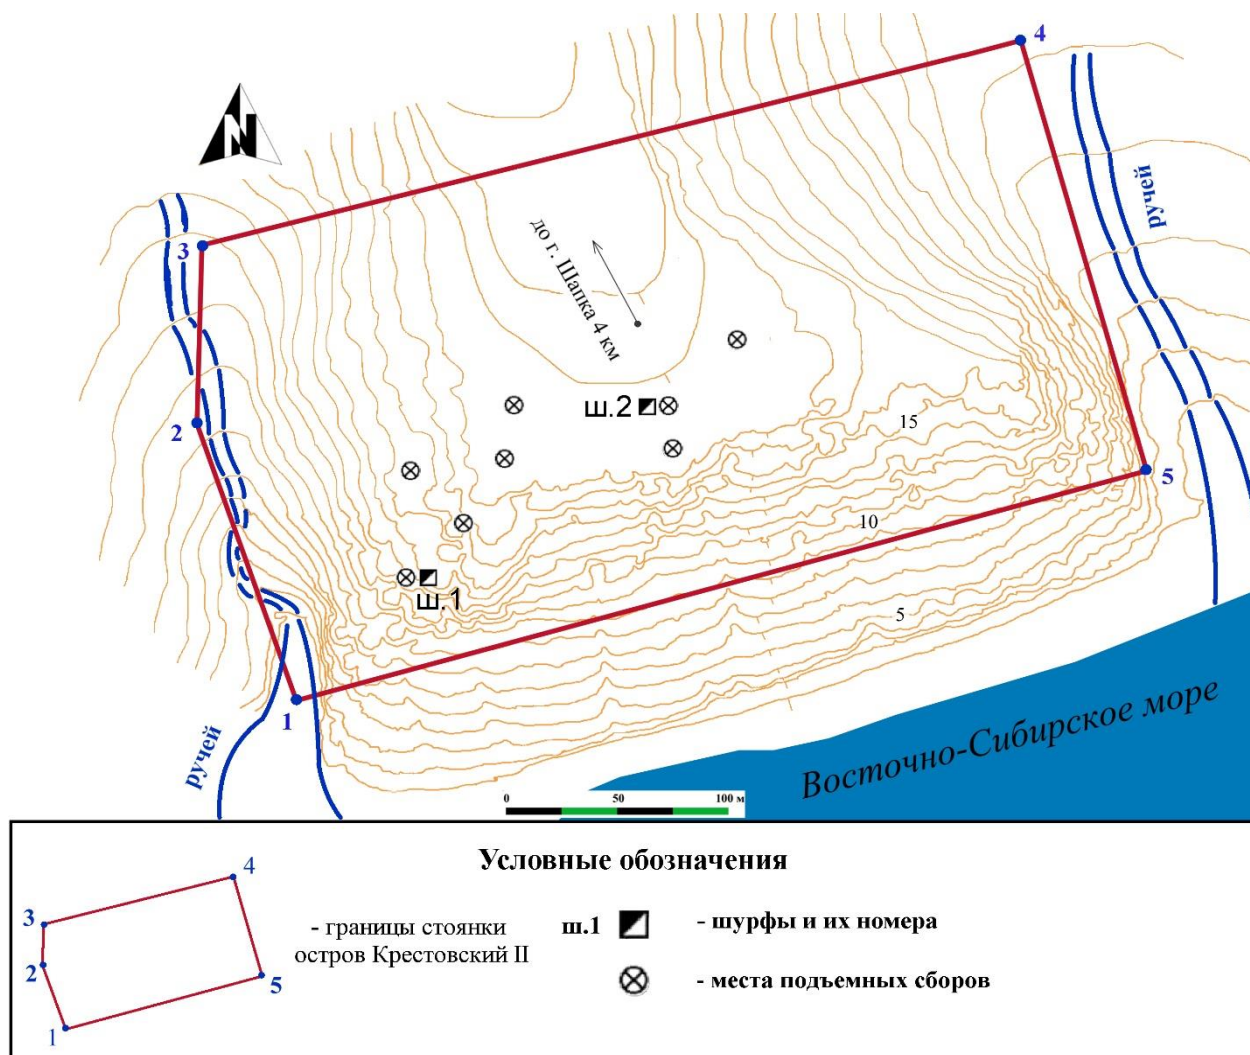 4
N
ручей
3
до г. Шапка 4 км
2
ш.2
15
5
10
ш.1
5
1
ручей
Восточно-Сибирское море
0 50 100 м
Условные обозначения
4
3
2
5
1
- границы стоянки
остров Крестовский II
ш.1 - шурфы и их номера
- места подъемных сборов